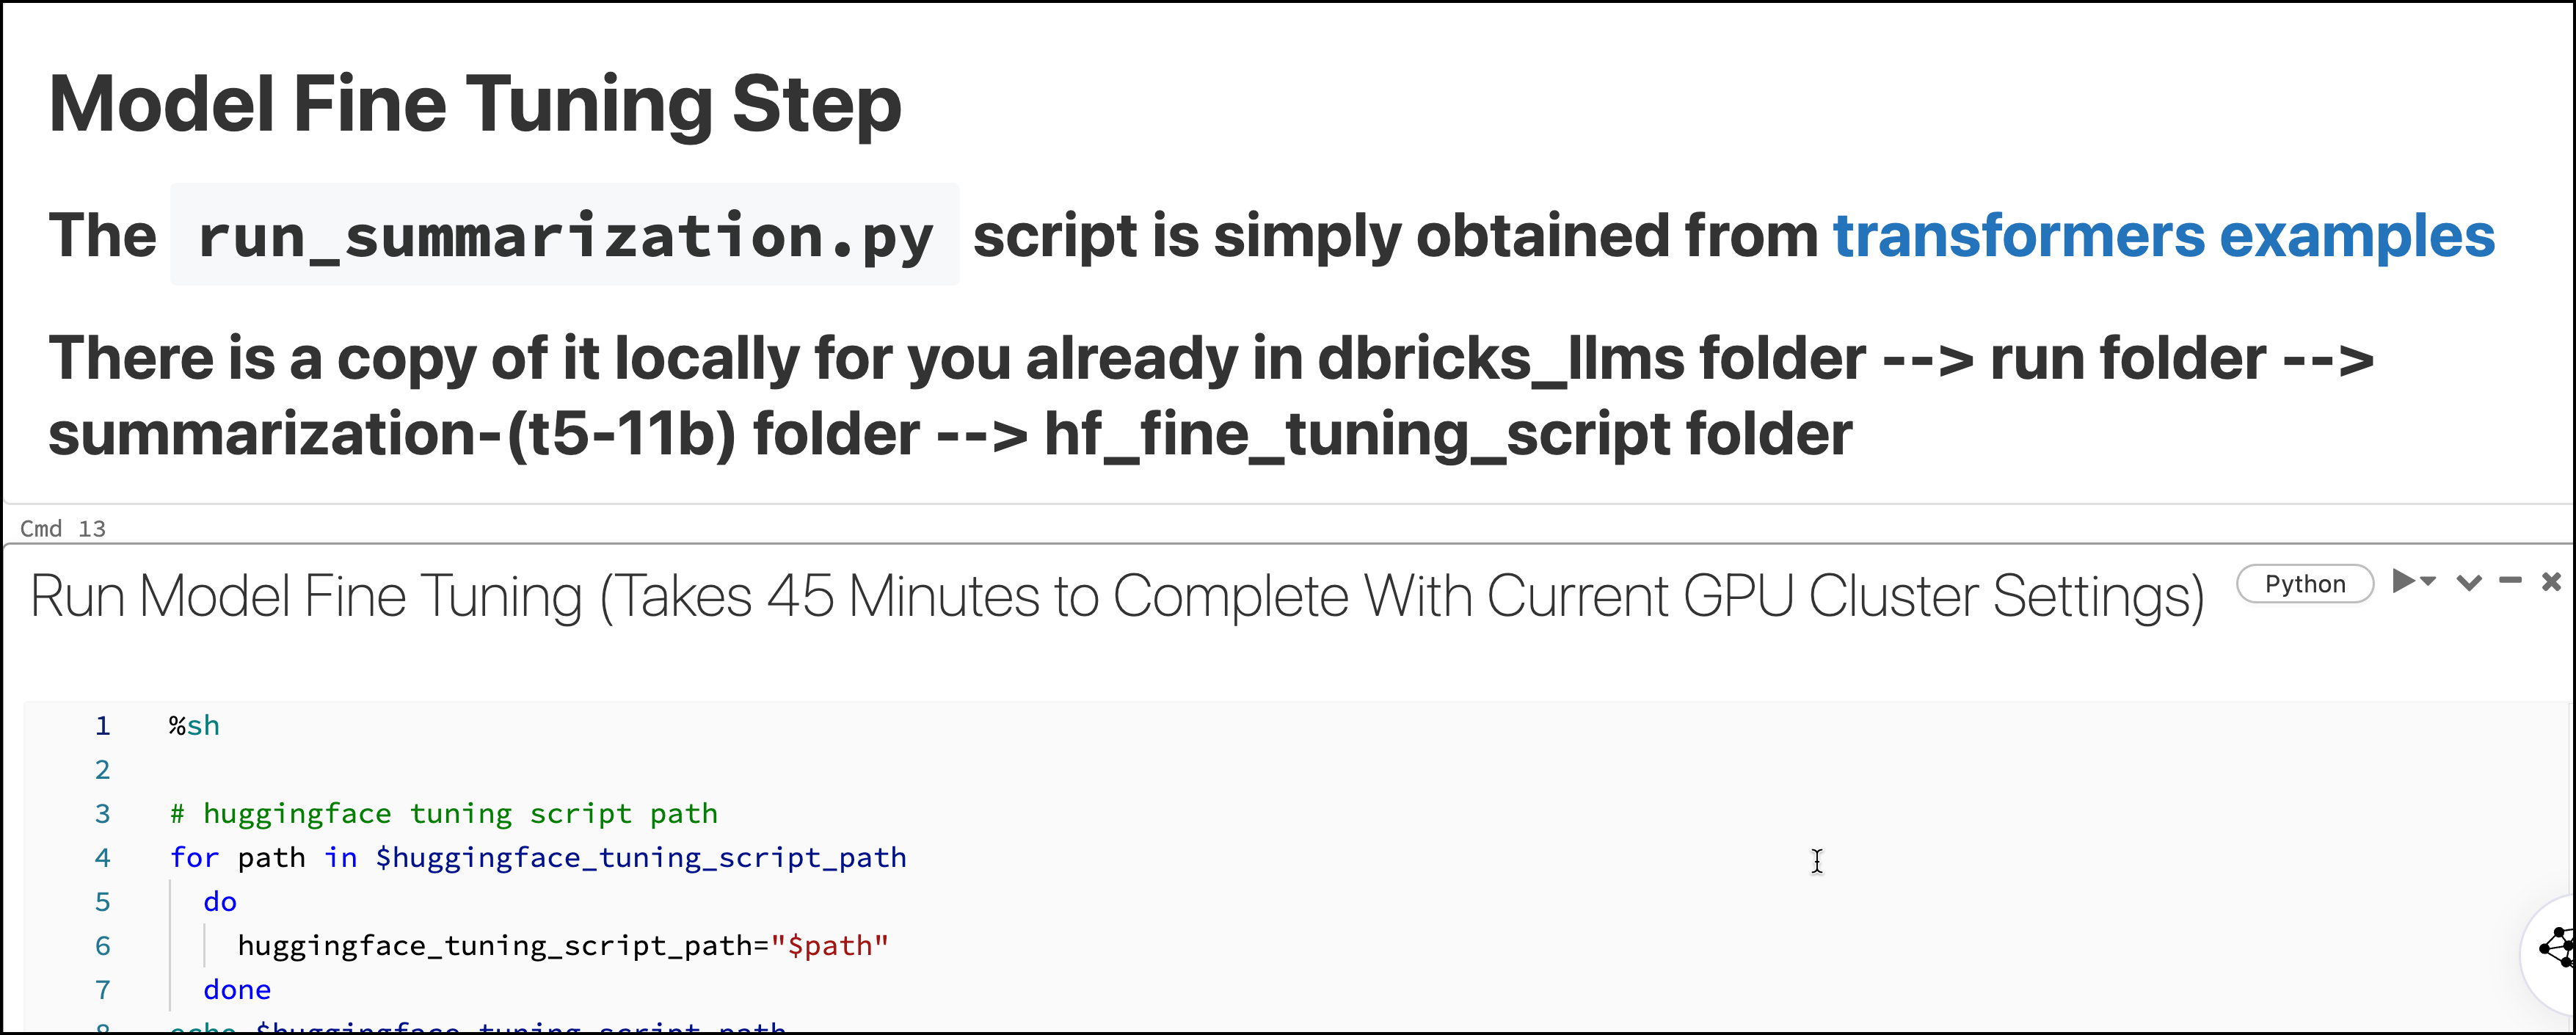 Model Fine Tuning Step
The run_summarization.py script is simply obtained from transformers examples
There is a copy of it locally for you already in dbricks_llms folder --> run folder -->
summarization-(t5-11b) folder --> hf_fine_tuning_script folder
Cmd 13
Run Model Fine Tuning (Takes 45 Minutes to Complete With Current GPU Cluster Settings) Python
1 %sh
2
3 # huggingface tuning script path
4 for path in $huggingface_tuning_script_path
5 do
6 huggingface_tuning_script_path="$path"
7 done
8 echo $huggingface_tuning_script_path